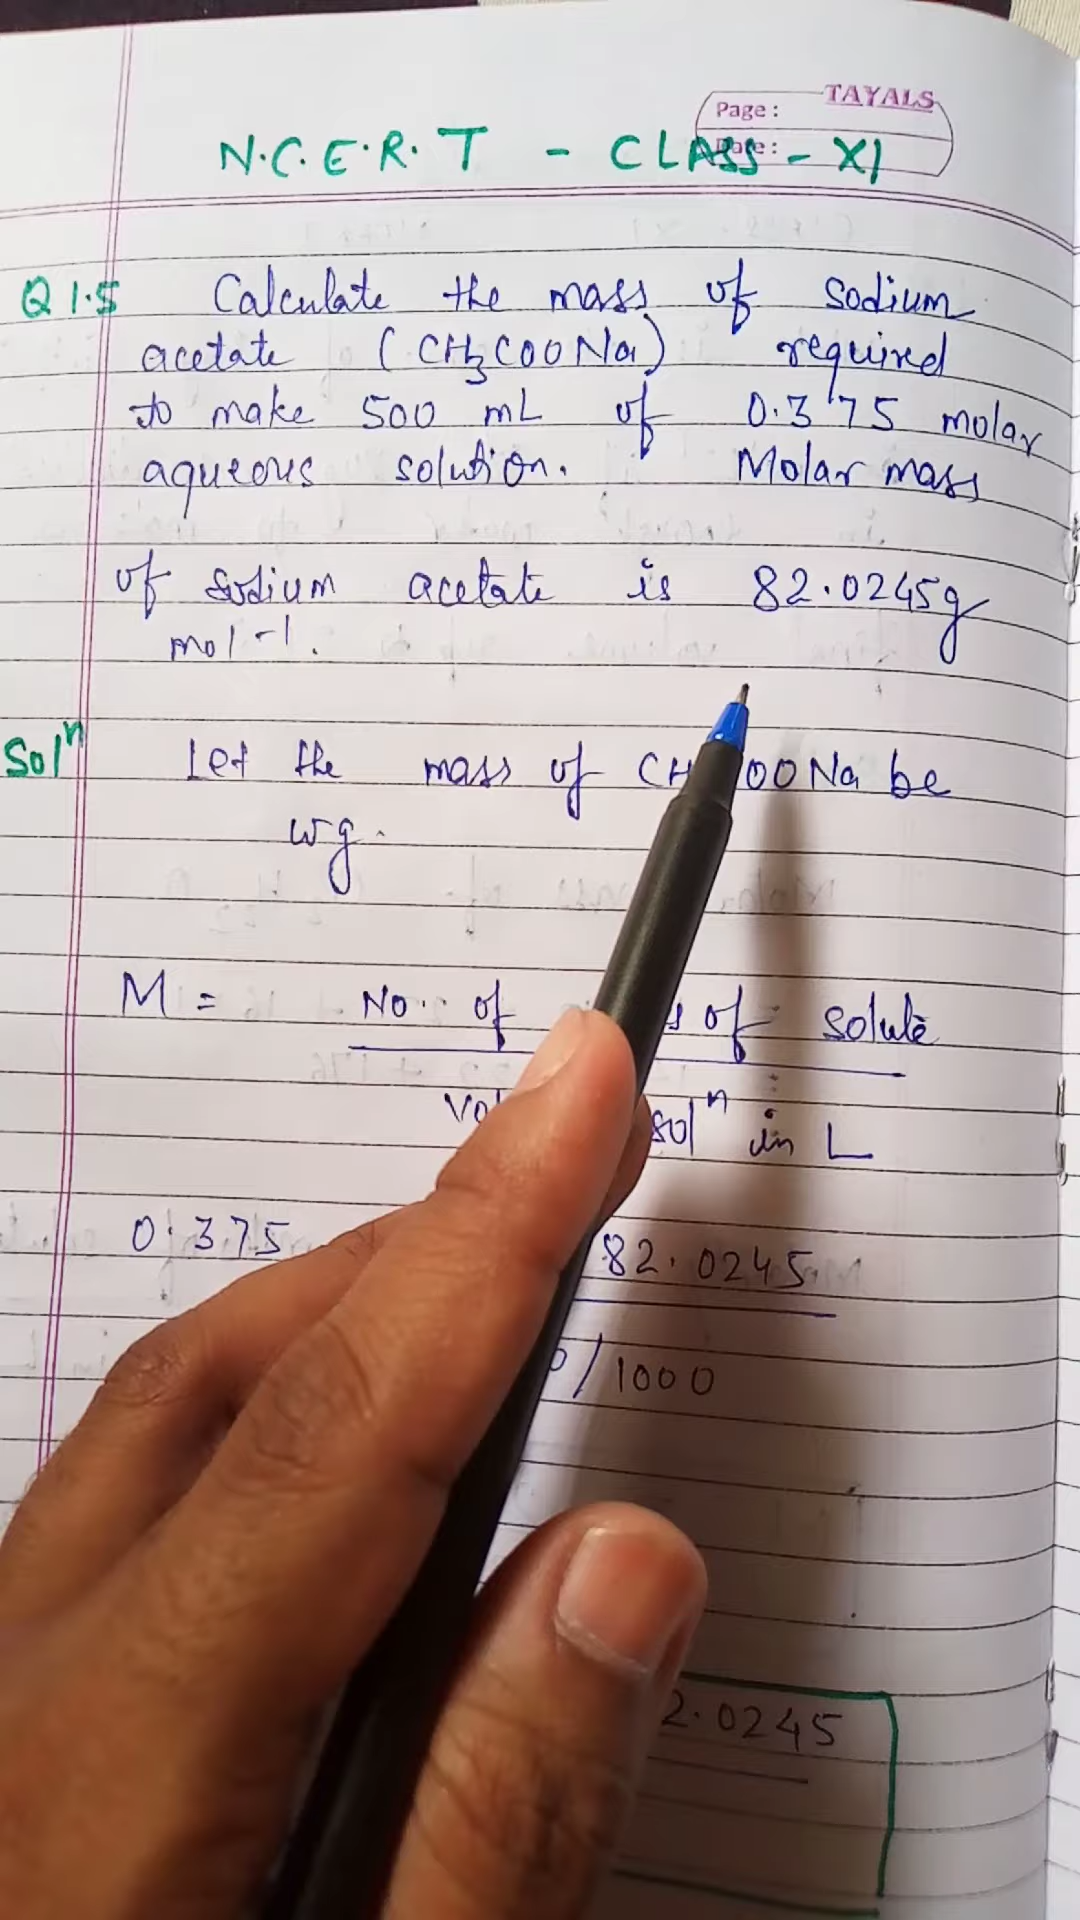 TAYALS
Page :
Date :
N.C.E.R.T - CLASS - XI
Q 1.5 Calculate the mass of sodium
acetate (CH3COONa) required
to make 500 mL of 0.375 molar
aqueous solution. Molar mass
of sodium acetate is 82.0245g
mol-1.
Solⁿ Let the mass of CH OONa be
wg.
M = No. of of solute
solⁿ in L
0.375 82.0245
/1000
2.0245